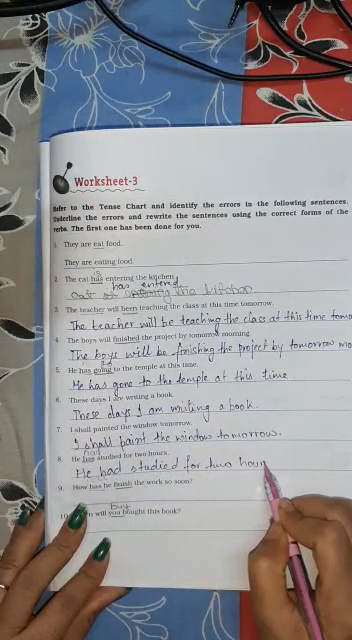 Worksheet-3
Refer to the Tense Chart and identify the errors in the following sentences.
Underline the errors and rewrite the sentences using the correct forms of the
verbs. The first one has been done for you.
1. They are eat food.
They are eating food.
is
2. The cat has entering the kitchen.
has entered
cat the kitchen
3. The teacher will been teaching the class at this time tomorrow.
The teacher will be teaching the class at this time tomo
4. The boys will finished the project by tomorrow morning
The boys will be finishing the project by tomorrow mo
5. He has going to the temple at this time.
He has gone to the temple at this time.
6. These days I are writing a book.
These days I am writing a book.
7. I shall painted the window tomorrow.
I shall paint the window tomorrow.
had
8. He has studied for two hours.
He had studied for two hour
9. How has he finish the work so soon?
buy
10. will you bought this book?